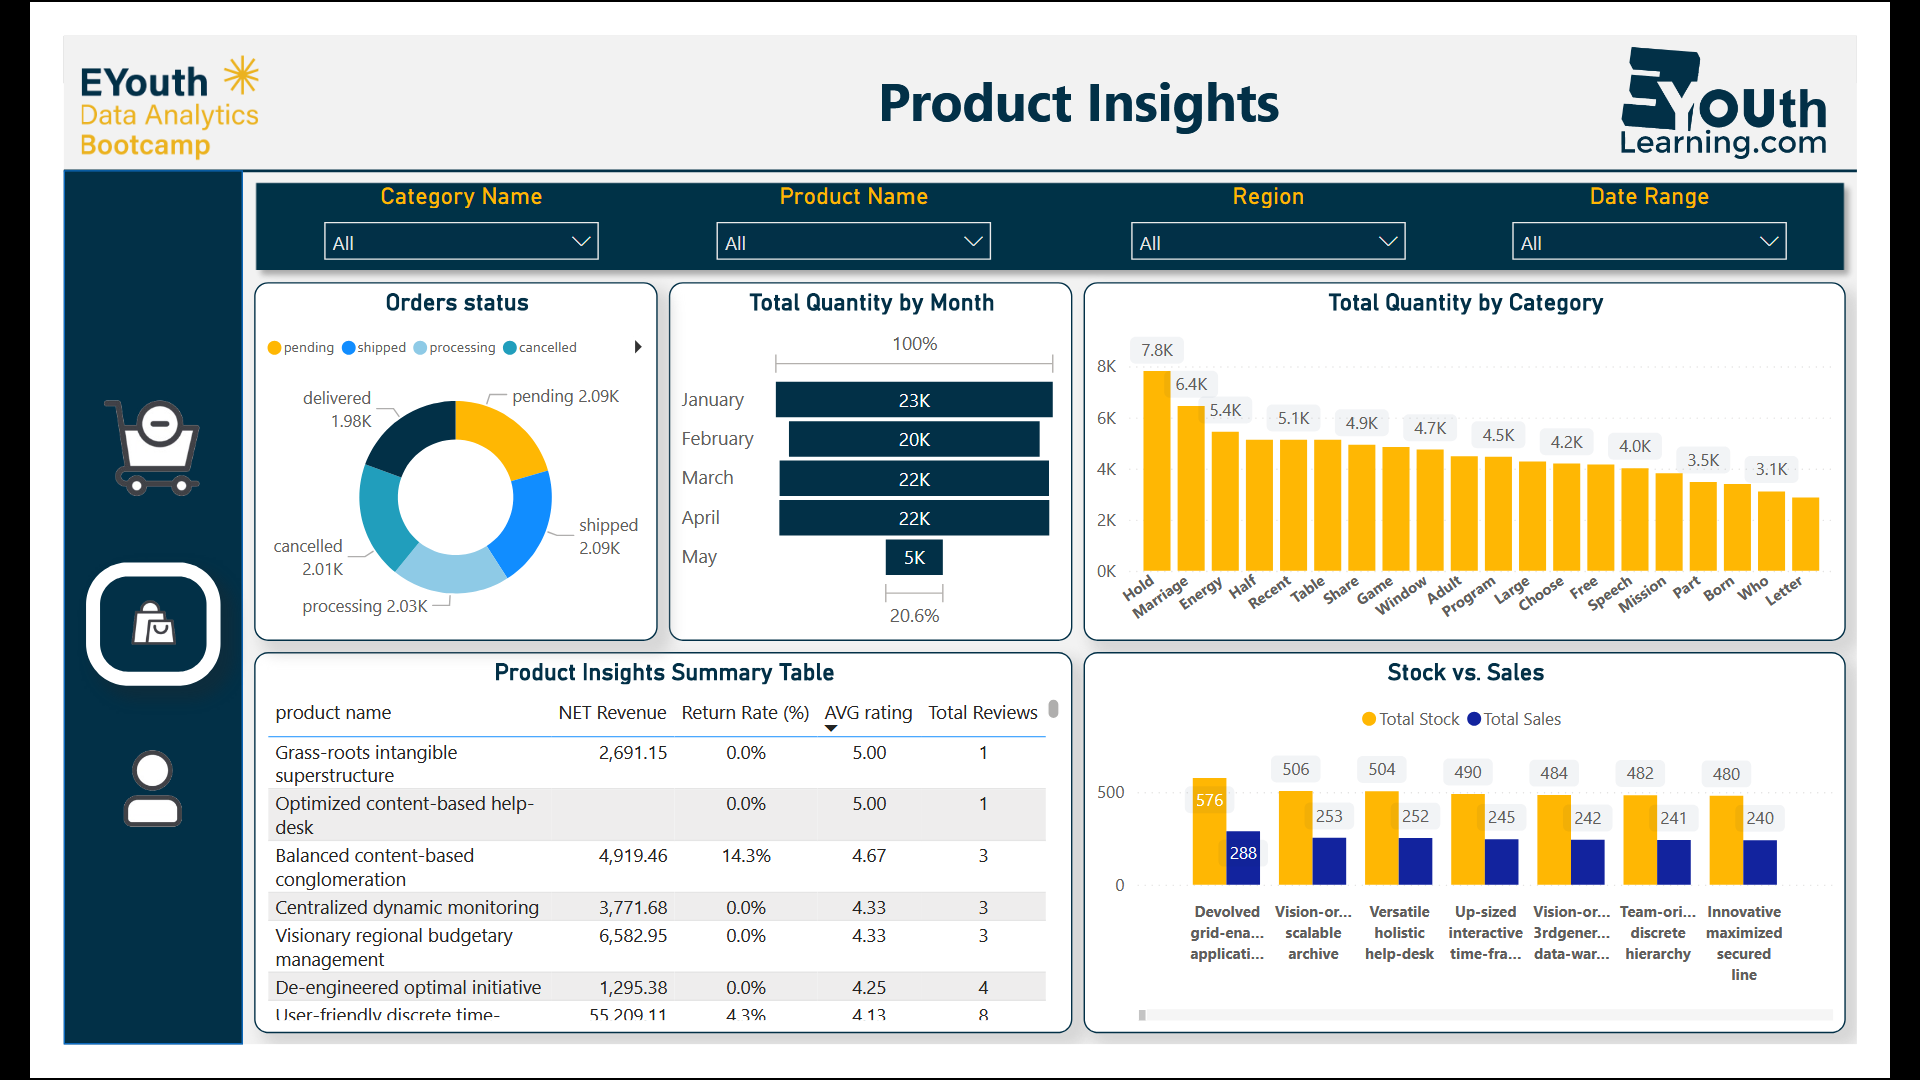 EYouth
Data Analytics
Bootcamp
Product Insights
EYouth
Learning.com
Category Name
Product Name
Region
Date Range
All
All
All
All
Orders status
pending shipped processing cancelled
delivered
1.98K
pending 2.09K
shipped
2.09K
cancelled
2.01K
processing 2.03K
Total Quantity by Month
100%
January 23K
February 20K
March 22K
April 22K
May 5K
20.6%
Total Quantity by Category
8K
6K
4K
2K
0K
7.8K
6.4K
5.4K
5.1K
4.9K
4.7K
4.5K
4.2K
4.0K
3.5K
3.1K
Hold
Marriage
Energy
Half
Recent
Table
Share
Game
Window
Adult
Program
Large
Choose
Free
Speech
Mission
Part
Born
Who
Letter
Product Insights Summary Table
product name NET Revenue Return Rate (%) AVG rating Total Reviews
Grass-roots intangible 2,691.15 0.0% 5.00 1
superstructure
Optimized content-based help- 0.0% 5.00 1
desk
Balanced content-based 4,919.46 14.3% 4.67 3
conglomeration
Centralized dynamic monitoring 3,771.68 0.0% 4.33 3
Visionary regional budgetary 6,582.95 0.0% 4.33 3
management
De-engineered optimal initiative 1,295.38 0.0% 4.25 4
User-friendly discrete time- 55,209.11 4.3% 4.13 8
Stock vs. Sales
Total Stock Total Sales
500
0
576
288
506
253
504
252
490
245
484
242
482
241
480
240
Devolved
grid-ena...
applicati...
Vision-or...
scalable
archive
Versatile
holistic
help-desk
Up-sized
interactive
time-fra...
Vision-or...
3rdgener...
data-war...
Team-ori...
discrete
hierarchy
Innovative
maximized
secured
line